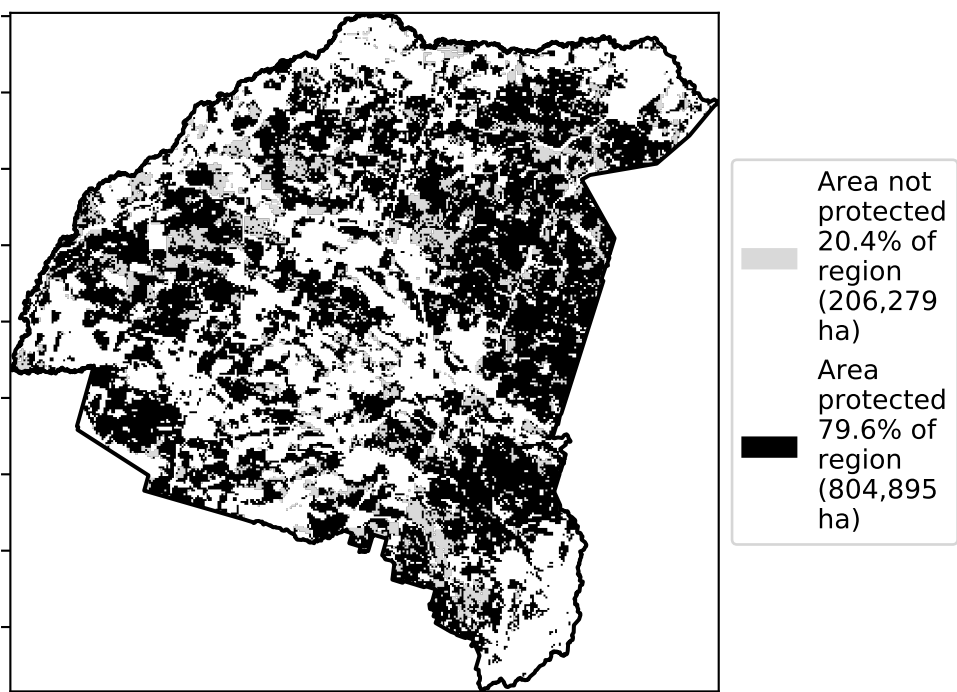 Area not
protected
20.4% of
region
(206,279
ha)
Area
protected
79.6% of
region
(804,895
ha)